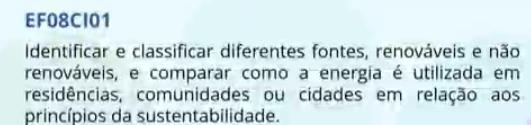 EF08CI01
Identificar e classificar diferentes fontes, renováveis e não
renováveis, e comparar como a energia é utilizada em
residências, comunidades ou cidades em relação aos
princípios da sustentabilidade.